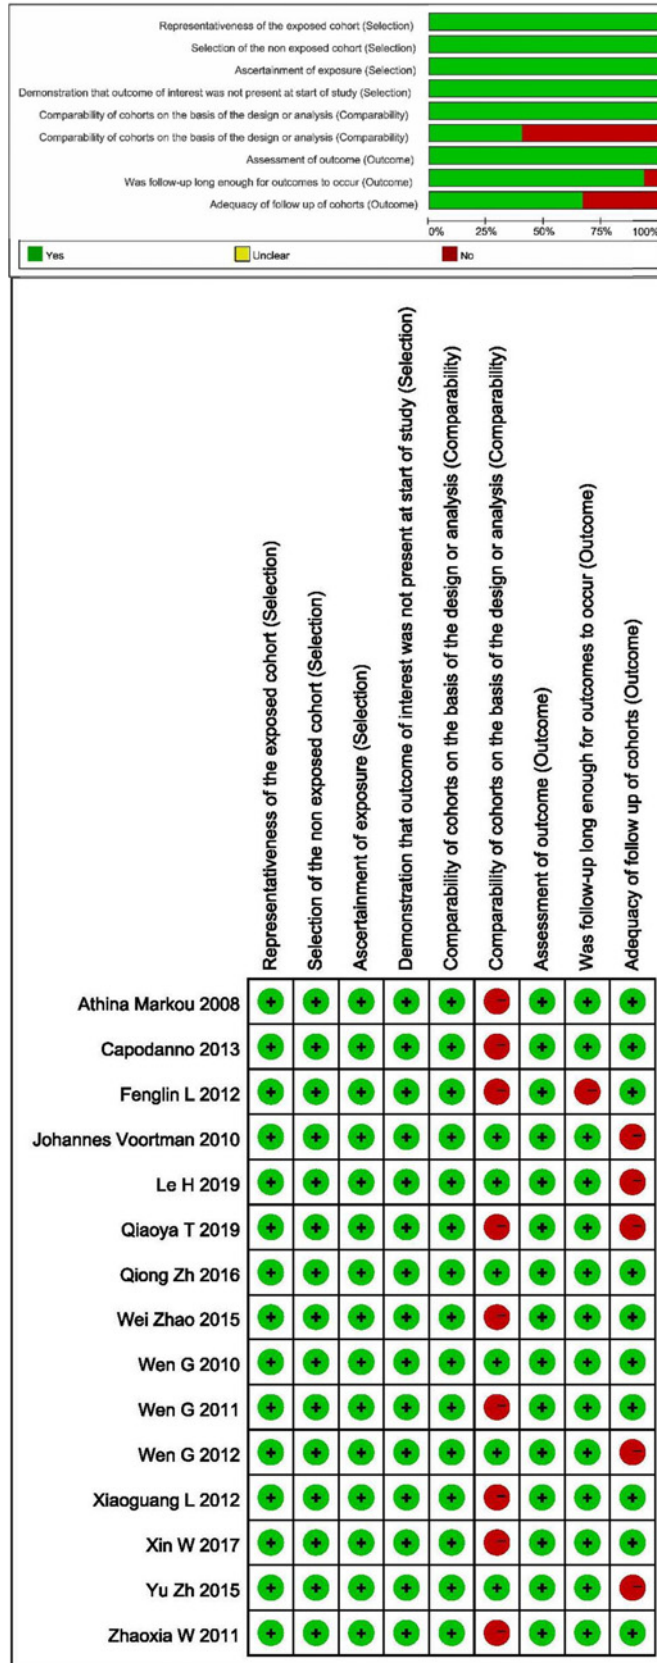 Representativeness of the exposed cohort (Selection)
Selection of the non exposed cohort (Selection)
Ascertainment of exposure (Selection)
Demonstration that outcome of interest was not present at start of study (Selection)
Comparability of cohorts on the basis of the design or analysis (Comparability)
Comparability of cohorts on the basis of the design or analysis (Comparability)
Assessment of outcome (Outcome)
Was follow-up long enough for outcomes to occur (Outcome)
Adequacy of follow up of cohorts (Outcome)
0% 25% 50% 75% 100%
Yes Unclear No
Representativeness of the exposed cohort (Selection)
Selection of the non exposed cohort (Selection)
Ascertainment of exposure (Selection)
Demonstration that outcome of interest was not present at start of study (Selection)
Comparability of cohorts on the basis of the design or analysis (Comparability)
Comparability of cohorts on the basis of the design or analysis (Comparability)
Assessment of outcome (Outcome)
Was follow-up long enough for outcomes to occur (Outcome)
Adequacy of follow up of cohorts (Outcome)
Athina Markou 2008 + + + + + - + + +
Capodanno 2013 + + + + + - + + +
Fenglin L 2012 + + + + + - + - +
Johannes Voortman 2010 + + + + + + + + -
Le H 2019 + + + + + + + + -
Qiaoya T 2019 + + + + + - + + -
Qiong Zh 2016 + + + + + + + + +
Wei Zhao 2015 + + + + + - + + +
Wen G 2010 + + + + + + + + +
Wen G 2011 + + + + + - + + +
Wen G 2012 + + + + + + + + -
Xiaoguang L 2012 + + + + + - + + +
Xin W 2017 + + + + + - + + +
Yu Zh 2015 + + + + + + + + -
Zhaoxia W 2011 + + + + + - + + +